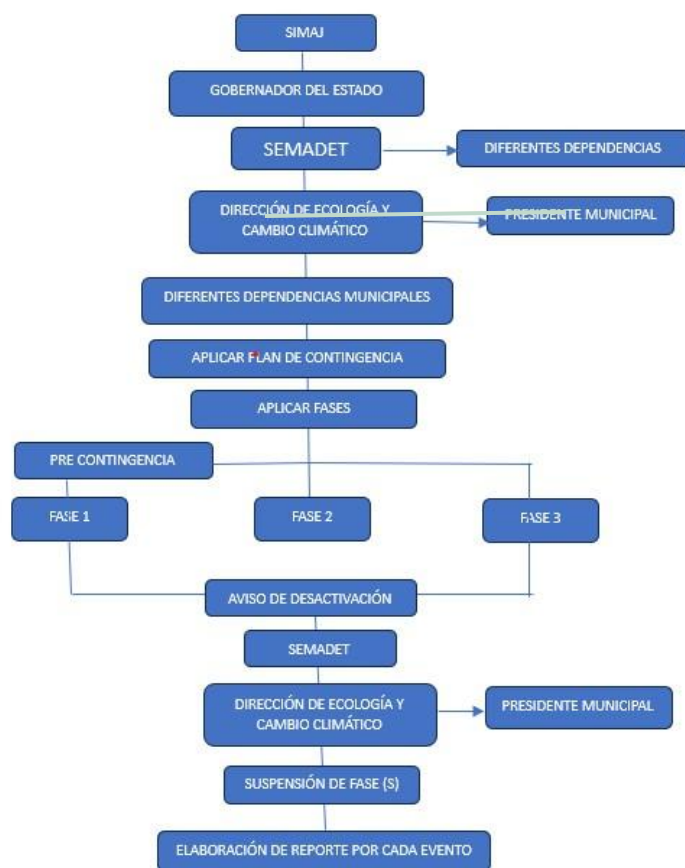 SIMAJ
GOBERNADOR DEL ESTADO
SEMADET
DIFERENTES DEPENDENCIAS
DIRECCIÓN DE ECOLOGÍA Y
CAMBIO CLIMÁTICO
PRESIDENTE MUNICIPAL
DIFERENTES DEPENDENCIAS MUNICIPALES
APLICAR PLAN DE CONTINGENCIA
APLICAR FASES
PRE CONTINGENCIA
FASE 1
FASE 2
FASE 3
AVISO DE DESACTIVACIÓN
SEMADET
DIRECCIÓN DE ECOLOGÍA Y
CAMBIO CLIMÁTICO
PRESIDENTE MUNICIPAL
SUSPENSIÓN DE FASE (S)
ELABORACIÓN DE REPORTE POR CADA EVENTO